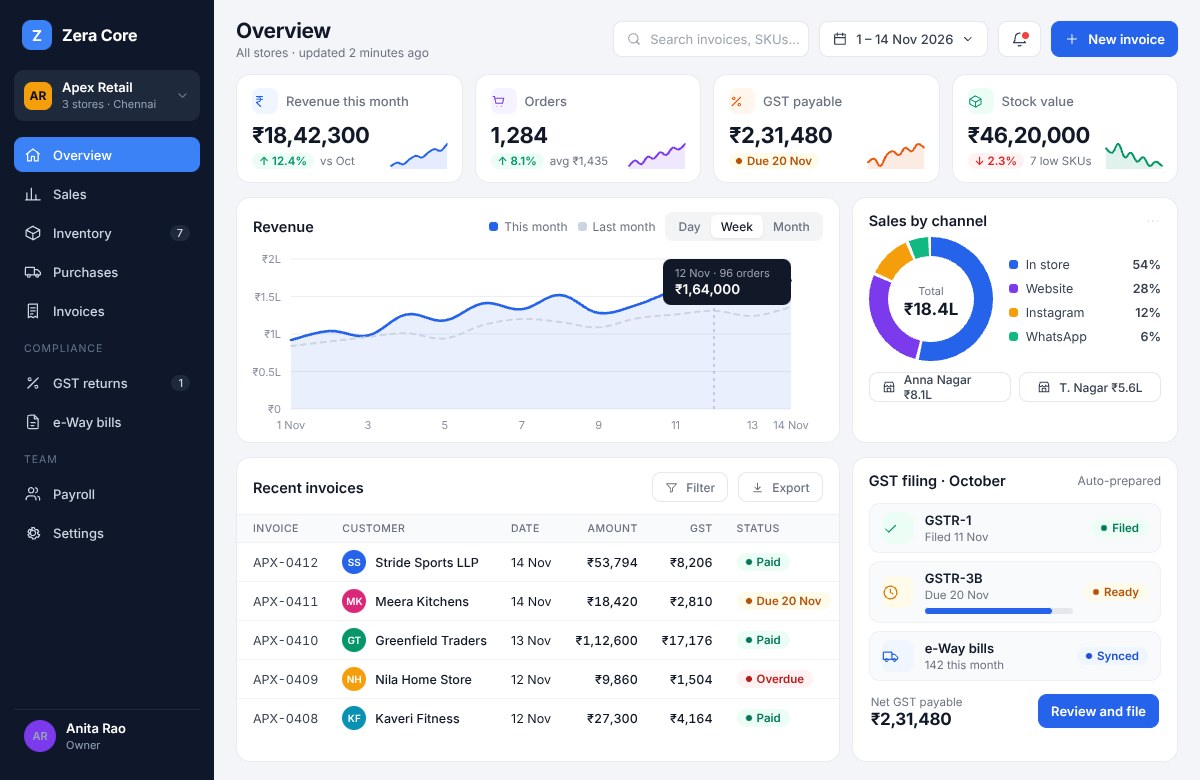 Z Zera Core
AR Apex Retail
3 stores · Chennai
Overview
Sales
Inventory 7
Purchases
Invoices
COMPLIANCE
GST returns 1
e-Way bills
TEAM
Payroll
Settings
AR Anita Rao
Owner
Overview
All stores · updated 2 minutes ago
Search invoices, SKUs...
1 – 14 Nov 2026
New invoice
₹ Revenue this month
₹18,42,300
↑ 12.4% vs Oct
Orders
1,284
↑ 8.1% avg ₹1,435
% GST payable
₹2,31,480
Due 20 Nov
Stock value
₹46,20,000
↓ 2.3% 7 low SKUs
Revenue
This month Last month
Day Week Month
₹2L
₹1.5L
₹1L
₹0.5L
₹0
12 Nov · 96 orders
₹1,64,000
1 Nov 3 5 7 9 11 13 14 Nov
Sales by channel ...
Total
₹18.4L
In store 54%
Website 28%
Instagram 12%
WhatsApp 6%
Anna Nagar
₹8.1L
T. Nagar ₹5.6L
Recent invoices
Filter
Export
INVOICE CUSTOMER DATE AMOUNT GST STATUS
APX-0412 SS Stride Sports LLP 14 Nov ₹53,794 ₹8,206 Paid
APX-0411 MK Meera Kitchens 14 Nov ₹18,420 ₹2,810 Due 20 Nov
APX-0410 GT Greenfield Traders 13 Nov ₹1,12,600 ₹17,176 Paid
APX-0409 NH Nila Home Store 12 Nov ₹9,860 ₹1,504 Overdue
APX-0408 KF Kaveri Fitness 12 Nov ₹27,300 ₹4,164 Paid
GST filing · October Auto-prepared
GSTR-1
Filed 11 Nov
Filed
GSTR-3B
Due 20 Nov
Ready
e-Way bills
142 this month
Synced
Net GST payable
₹2,31,480
Review and file